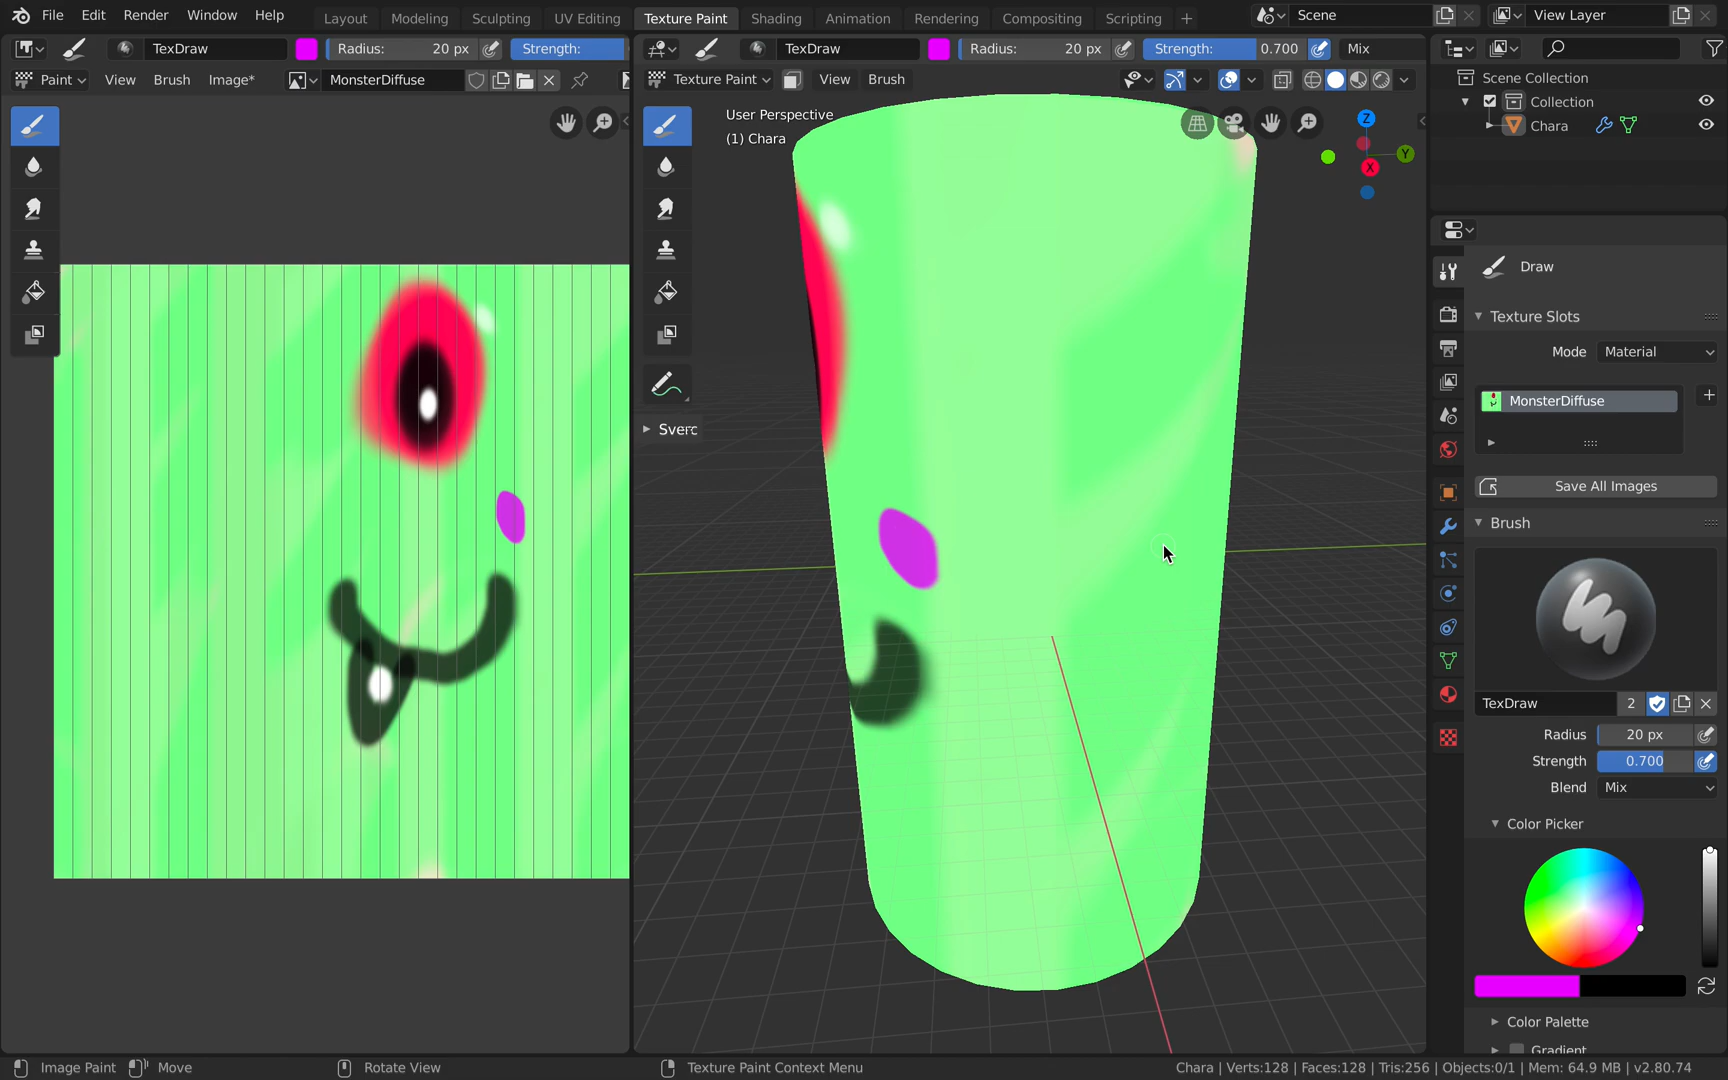 File Edit Render Window Help Layout Modeling Sculpting UV Editing Texture Paint Shading Animation Rendering Compositing Scripting + Scene View Layer
TexDraw Radius: 20 px Strength: TexDraw Radius: 20 px Strength: 0.700 Mix
Paint View Brush Image* MonsterDiffuse Texture Paint View Brush
Scene Collection
Collection
Chara
User Perspective
(1) Chara
Z
Y
X
Sverc
Draw
Texture Slots
Mode Material
MonsterDiffuse
Save All Images
Brush
TexDraw 2
Radius 20 px
Strength 0.700
Blend Mix
Color Picker
Color Palette
Gradient
Image Paint Move Rotate View Texture Paint Context Menu Chara | Verts:128 | Faces:128 | Tris:256 | Objects:0/1 | Mem: 64.9 MB | v2.80.74